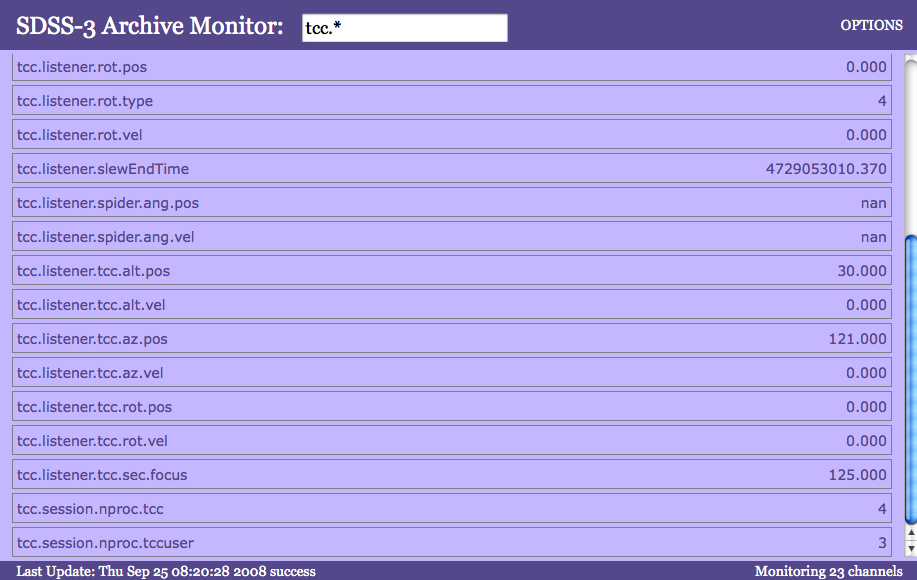 SDSS-3 Archive Monitor: tcc.* OPTIONS
tcc.listener.rot.pos 0.000
tcc.listener.rot.type 4
tcc.listener.rot.vel 0.000
tcc.listener.slewEndTime 4729053010.370
tcc.listener.spider.ang.pos nan
tcc.listener.spider.ang.vel nan
tcc.listener.tcc.alt.pos 30.000
tcc.listener.tcc.alt.vel 0.000
tcc.listener.tcc.az.pos 121.000
tcc.listener.tcc.az.vel 0.000
tcc.listener.tcc.rot.pos 0.000
tcc.listener.tcc.rot.vel 0.000
tcc.listener.tcc.sec.focus 125.000
tcc.session.nproc.tcc 4
tcc.session.nproc.tccuser 3
Last Update: Thu Sep 25 08:20:28 2008 success Monitoring 23 channels